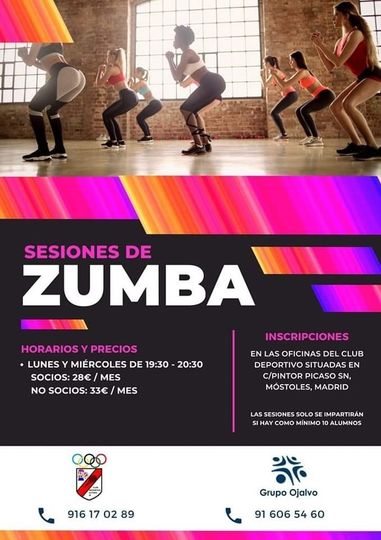 SESIONES DE
ZUMBA
HORARIOS Y PRECIOS
• LUNES Y MIÉRCOLES DE 19:30 - 20:30
SOCIOS: 28€ / MES
NO SOCIOS: 33€ / MES
INSCRIPCIONES
EN LAS OFICINAS DEL CLUB
DEPORTIVO SITUADAS EN
C/PINTOR PICASO SN,
MÓSTOLES, MADRID
LAS SESIONES SOLO SE IMPARTIRÁN
SI HAY COMO MÍNIMO 10 ALUMNOS
916 17 02 89
Grupo Ojalvo
91 606 54 60